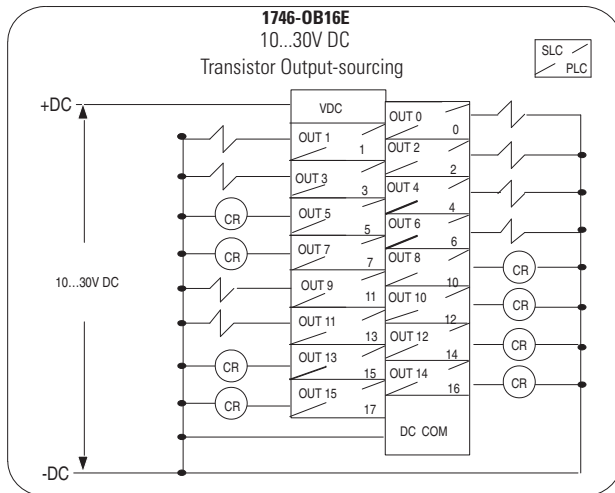 1746-OB16E
10...30V DC
Transistor Output-sourcing
SLC
PLC
+DC
VDC
OUT 0
0
OUT 1
1
OUT 2
2
OUT 3
3
OUT 4
4
OUT 5
5
CR
OUT 6
6
OUT 7
7
CR
OUT 8
10
CR
10...30V DC
OUT 9
11
OUT 10
12
CR
OUT 11
13
OUT 12
14
CR
OUT 13
15
CR
OUT 14
16
CR
OUT 15
17
CR
DC COM
-DC